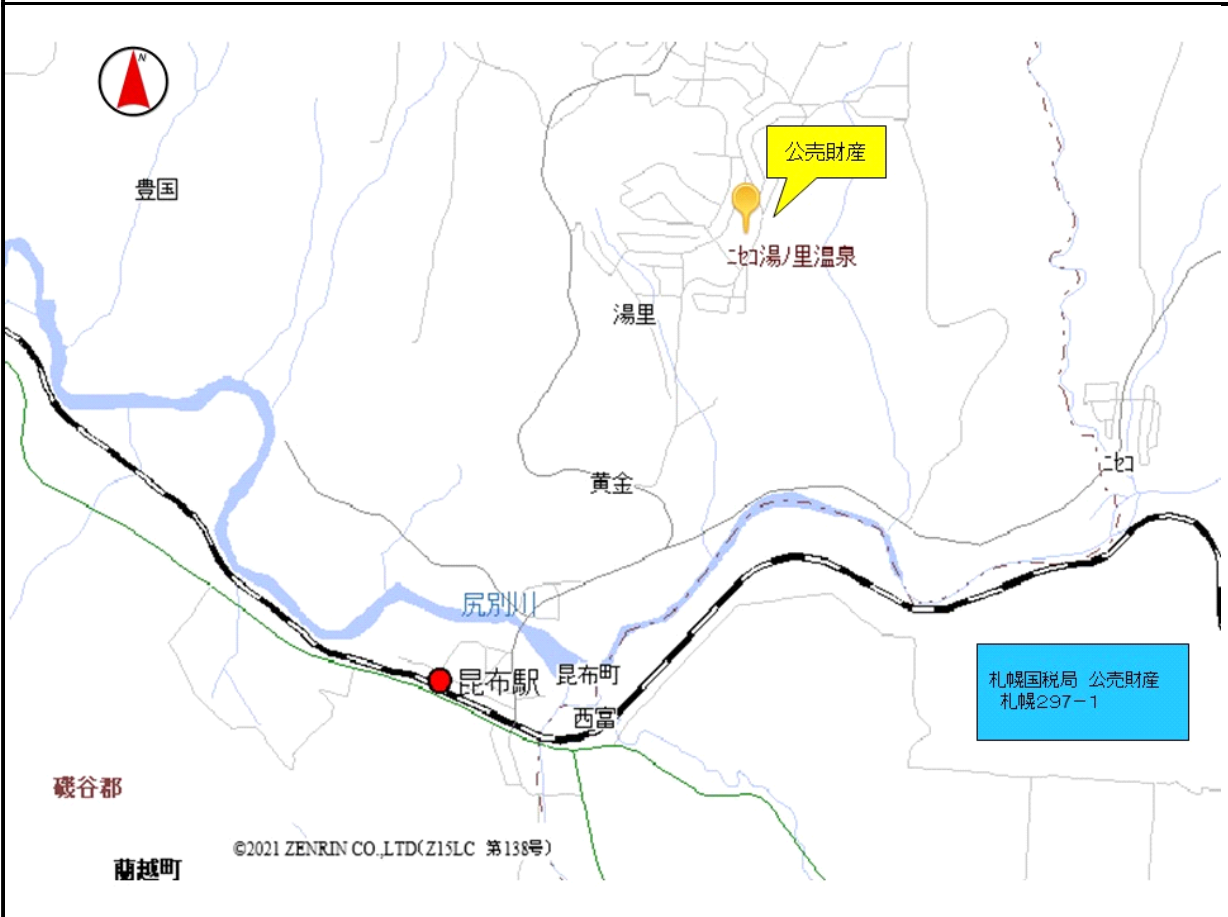 N
公売財産
豊国
ﾆｾｺ湯ﾉ里温泉
湯里
ﾆｾｺ
黄金
尻別川
昆布駅
昆布町
西富
札幌国税局 公売財産
札幌297－1
磯谷郡
©2021 ZENRIN CO.,LTD(Z15LC 第138号)
蘭越町